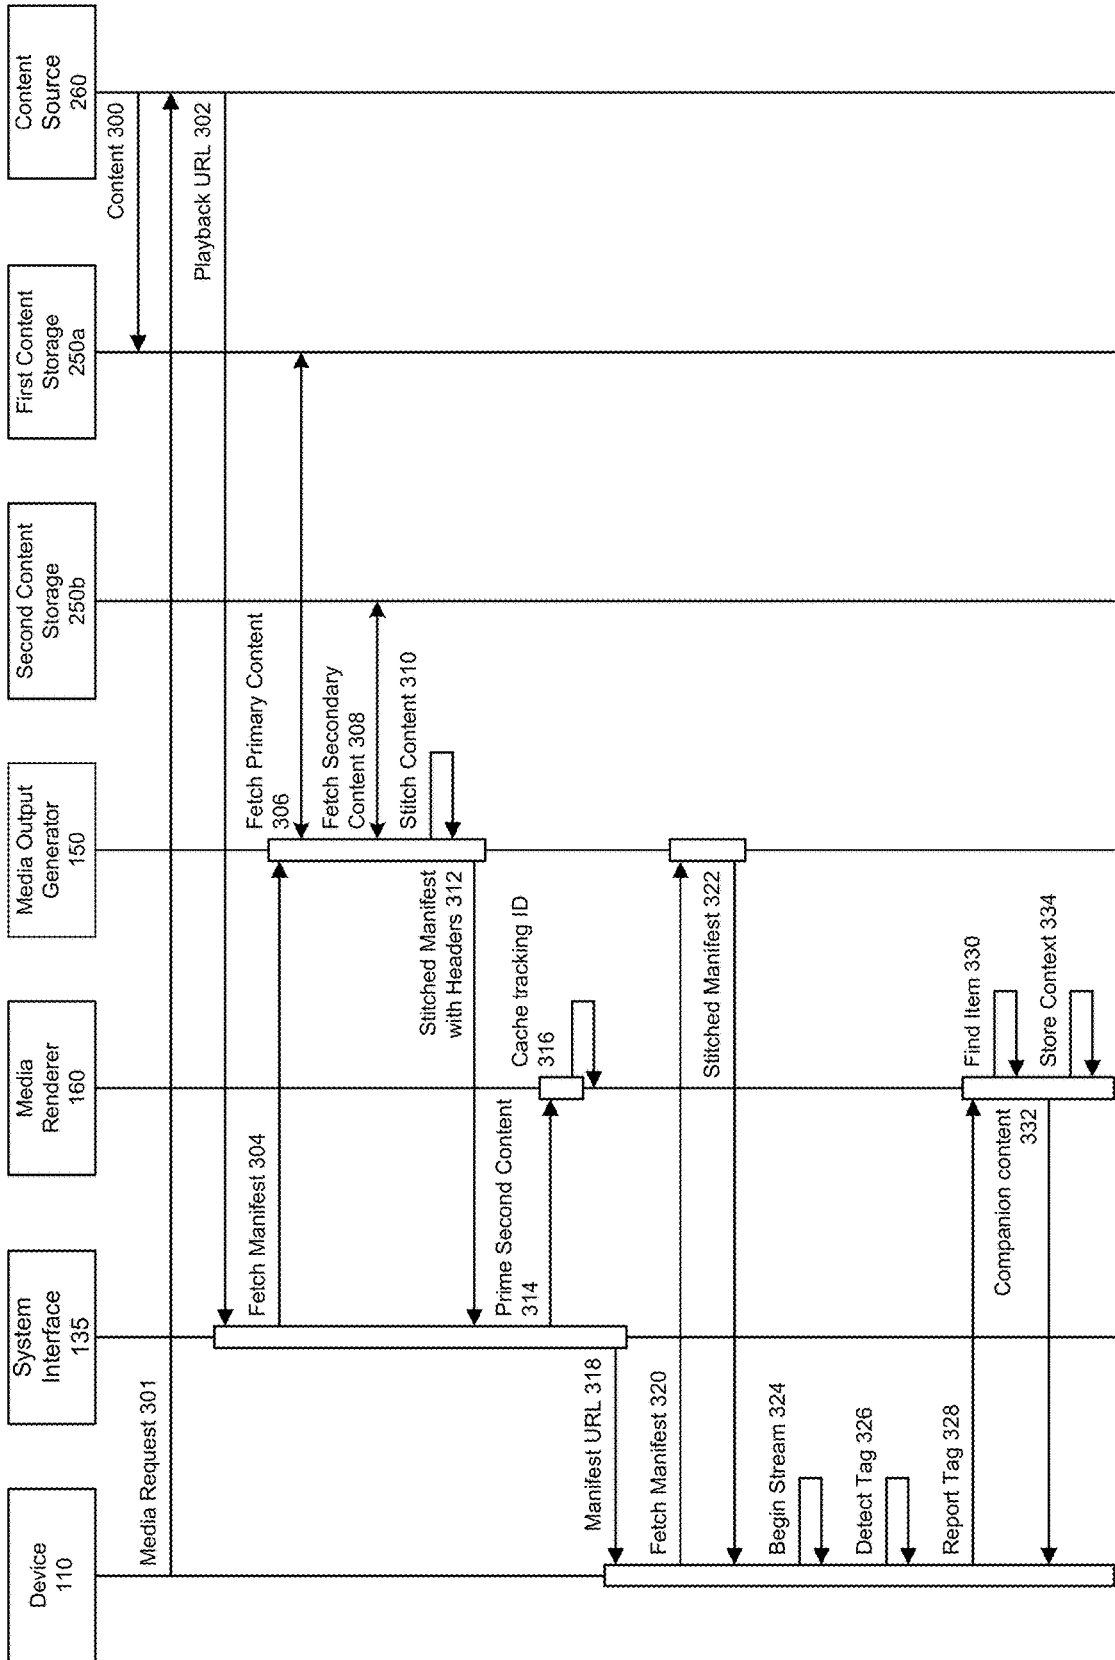 Device
110
System
Interface
135
Media
Renderer
160
Media Output
Generator
150
Second Content
Storage
250b
First Content
Storage
250a
Content
Source
260
Content 300
Media Request 301
Playback URL 302
Fetch Manifest 304
Fetch Primary Content
306
Fetch Secondary
Content 308
Stitch Content 310
Stitched Manifest
with Headers 312
Prime Second Content
314
Cache tracking ID
316
Manifest URL 318
Fetch Manifest 320
Stitched Manifest 322
Begin Stream 324
Detect Tag 326
Report Tag 328
Find Item 330
Companion content
332
Store Context 334